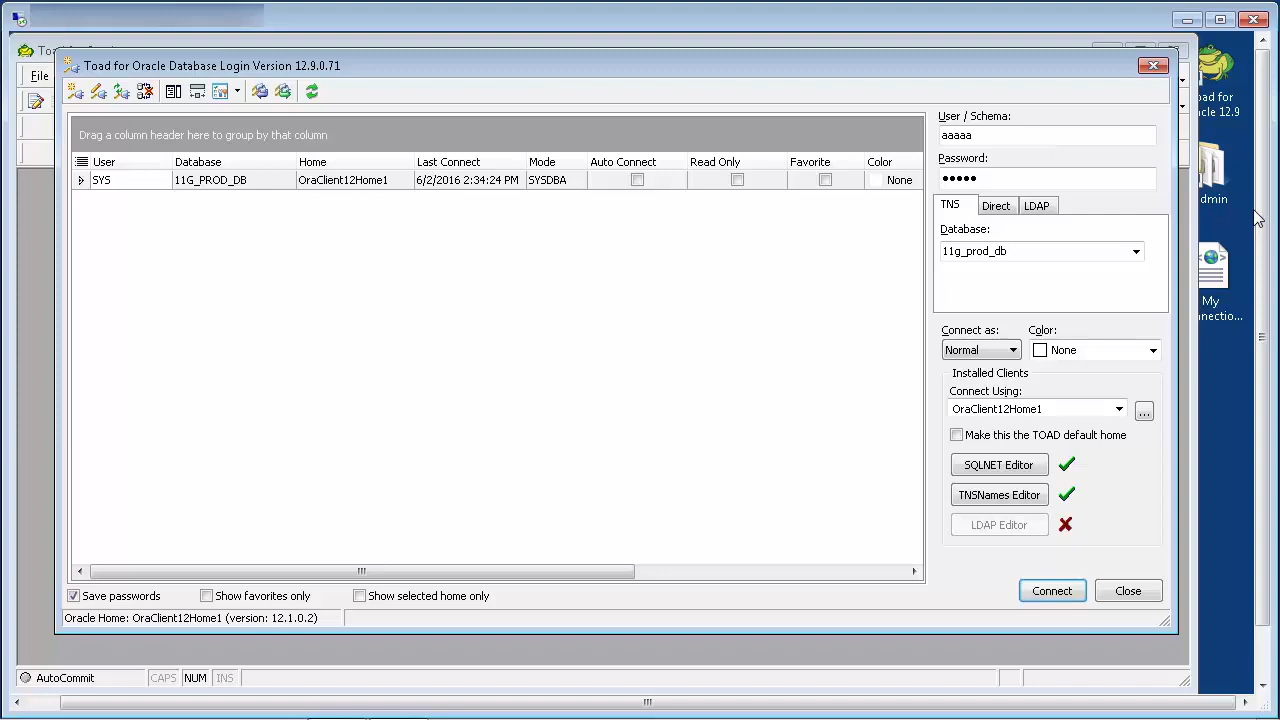 Toad for Oracle Database Login Version 12.9.0.71
File
Drag a column header here to group by that column
User Database Home Last Connect Mode Auto Connect Read Only Favorite Color
SYS 11G_PROD_DB OraClient12Home1 6/2/2016 2:34:24 PM SYSDBA None
User / Schema:
aaaaa
Password:
●●●●●
TNS Direct LDAP
Database:
11g_prod_db
Connect as: Color:
Normal None
Installed Clients
Connect Using:
OraClient12Home1
...
Make this the TOAD default home
SQLNET Editor
TNSNames Editor
LDAP Editor
Connect Close
Save passwords Show favorites only Show selected home only
Oracle Home: OraClient12Home1 (version: 12.1.0.2)
AutoCommit CAPS NUM INS
oad for
cle 12.9
dmin
My
nnectio...